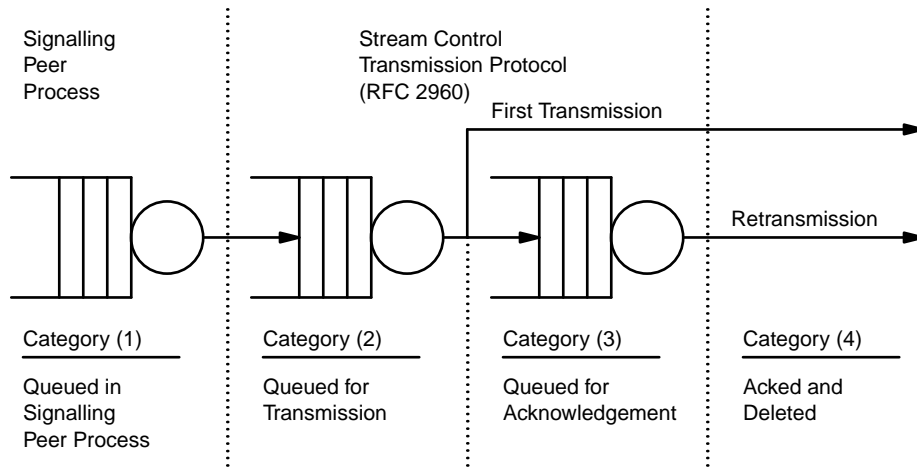 Signalling
Peer
Process
Stream Control
Transmission Protocol
(RFC 2960)
First Transmission
Retransmission
Category (1)
Queued in
Signalling
Peer Process
Category (2)
Queued for
Transmission
Category (3)
Queued for
Acknowledgement
Category (4)
Acked and
Deleted